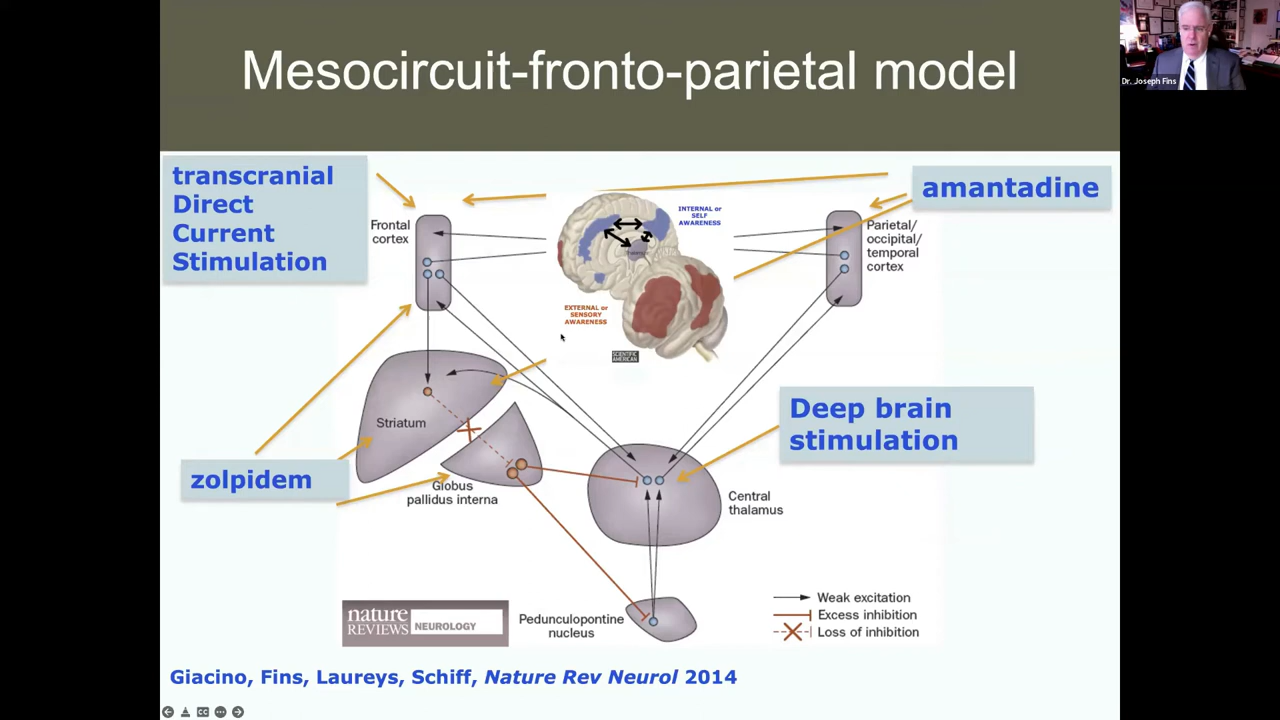 Mesocircuit-fronto-parietal model
Dr. Joseph Fins
transcranial
Direct
Current
Stimulation
amantadine
Frontal
cortex
INTERNAL or
SELF
AWARENESS
Parietal/
occipital/
temporal
cortex
EXTERNAL or
SENSORY
AWARENESS
SCIENTIFIC
AMERICAN
Deep brain
stimulation
Striatum
zolpidem
Globus
pallidus interna
Central
thalamus
Pedunculopontine
nucleus
Weak excitation
Excess inhibition
Loss of inhibition
nature
REVIEWS
NEUROLOGY
Giacino, Fins, Laureys, Schiff, Nature Rev Neurol 2014
CC